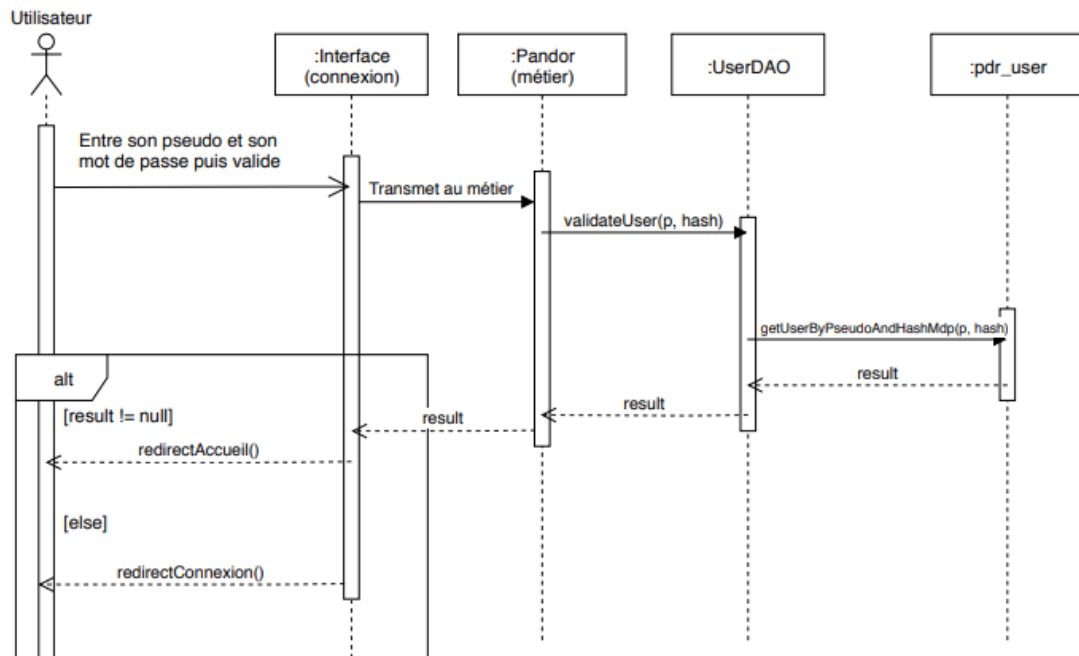 Utilisateur
:Interface
(connexion)
:Pandor
(métier)
:UserDAO
:pdr_user
Entre son pseudo et son
mot de passe puis valide
Transmet au métier
validateUser(p, hash)
getUserByPseudoAndHashMdp(p, hash)
result
result
result
alt
[result != null]
redirectAccueil()
[else]
redirectConnexion()